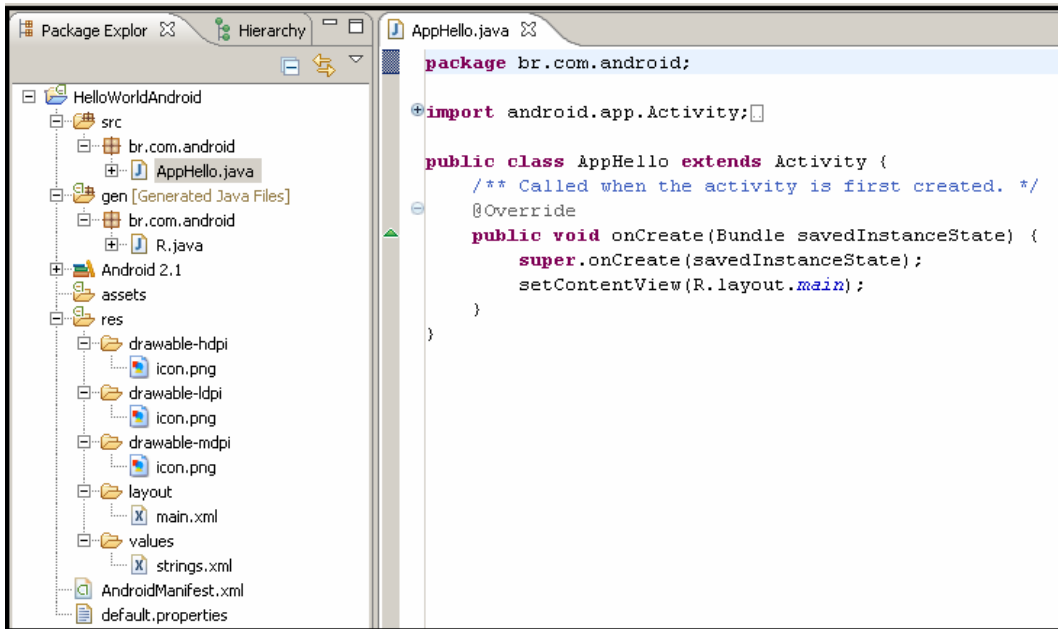 Package Explor
Hierarchy
HelloWorldAndroid
src
br.com.android
AppHello.java
gen [Generated Java Files]
br.com.android
R.java
Android 2.1
assets
res
drawable-hdpi
icon.png
drawable-ldpi
icon.png
drawable-mdpi
icon.png
layout
main.xml
values
strings.xml
AndroidManifest.xml
default.properties
AppHello.java
package br.com.android;
import android.app.Activity;
public class AppHello extends Activity {
/** Called when the activity is first created. */
@Override
public void onCreate(Bundle savedInstanceState) {
super.onCreate(savedInstanceState);
setContentView(R.layout.main);
}
}